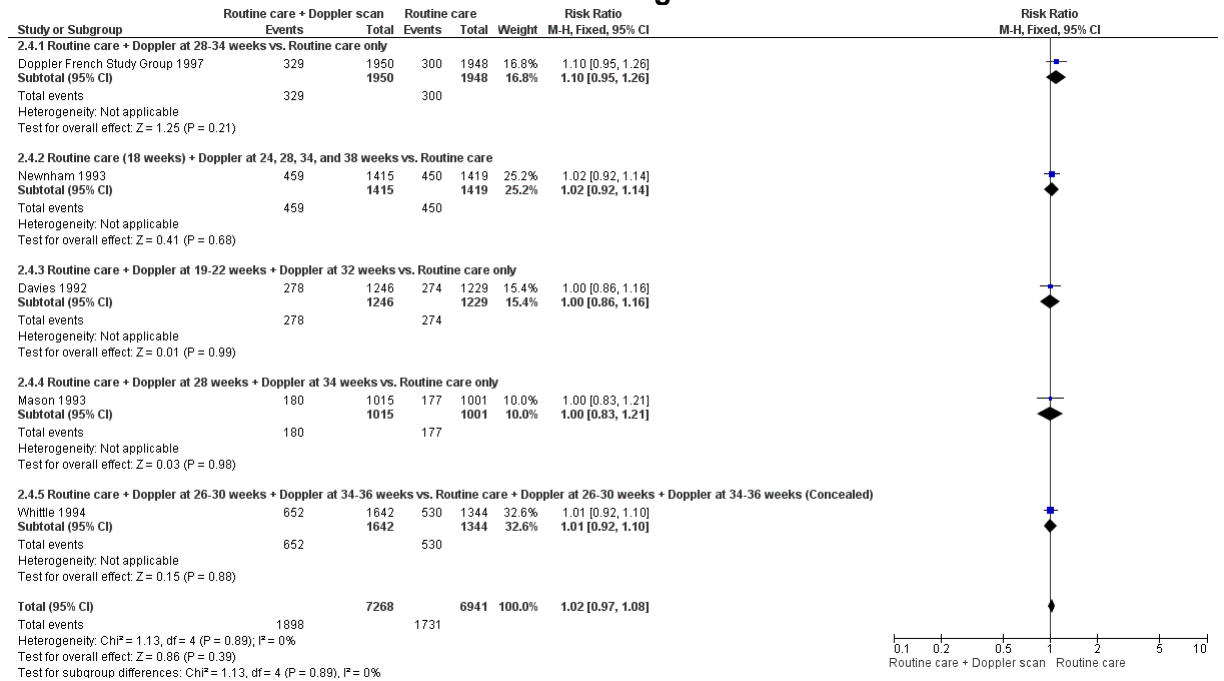 Routine care + Doppler scan Routine care Risk Ratio Risk Ratio
Study or Subgroup Events Total Events Total Weight M-H, Fixed, 95% CI M-H, Fixed, 95% CI
2.4.1 Routine care + Doppler at 28-34 weeks vs. Routine care only
Doppler French Study Group 1997 329 1950 300 1948 16.8% 1.10 [0.95, 1.26]
Subtotal (95% CI) 1950 1948 16.8% 1.10 [0.95, 1.26]
Total events 329 300
Heterogeneity: Not applicable
Test for overall effect: Z = 1.25 (P = 0.21)
2.4.2 Routine care (18 weeks) + Doppler at 24, 28, 34, and 38 weeks vs. Routine care
Newnham 1993 459 1415 450 1419 25.2% 1.02 [0.92, 1.14]
Subtotal (95% CI) 1415 1419 25.2% 1.02 [0.92, 1.14]
Total events 459 450
Heterogeneity: Not applicable
Test for overall effect: Z = 0.41 (P = 0.68)
2.4.3 Routine care + Doppler at 19-22 weeks + Doppler at 32 weeks vs. Routine care only
Davies 1992 278 1246 274 1229 15.4% 1.00 [0.86, 1.16]
Subtotal (95% CI) 1246 1229 15.4% 1.00 [0.86, 1.16]
Total events 278 274
Heterogeneity: Not applicable
Test for overall effect: Z = 0.01 (P = 0.99)
2.4.4 Routine care + Doppler at 28 weeks + Doppler at 34 weeks vs. Routine care only
Mason 1993 180 1015 177 1001 10.0% 1.00 [0.83, 1.21]
Subtotal (95% CI) 1015 1001 10.0% 1.00 [0.83, 1.21]
Total events 180 177
Heterogeneity: Not applicable
Test for overall effect: Z = 0.03 (P = 0.98)
2.4.5 Routine care + Doppler at 26-30 weeks + Doppler at 34-36 weeks vs. Routine care + Doppler at 26-30 weeks + Doppler at 34-36 weeks (Concealed)
Whittle 1994 652 1642 530 1344 32.6% 1.01 [0.92, 1.10]
Subtotal (95% CI) 1642 1344 32.6% 1.01 [0.92, 1.10]
Total events 652 530
Heterogeneity: Not applicable
Test for overall effect: Z = 0.15 (P = 0.88)
Total (95% CI) 7268 6941 100.0% 1.02 [0.97, 1.08]
Total events 1898 1731
Heterogeneity: Chi² = 1.13, df = 4 (P = 0.89); I² = 0%
Test for overall effect: Z = 0.86 (P = 0.39)
Test for subgroup differences: Chi² = 1.13, df = 4 (P = 0.89), I² = 0%
0.1 0.2 0.5 1 2 5 10
Routine care + Doppler scan Routine care